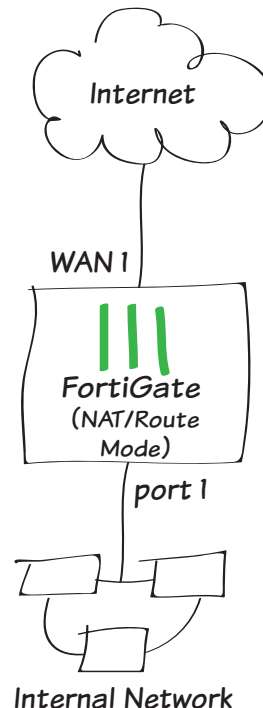 Internet
WAN 1
FortiGate
(NAT/Route
Mode)
port 1
Internal Network